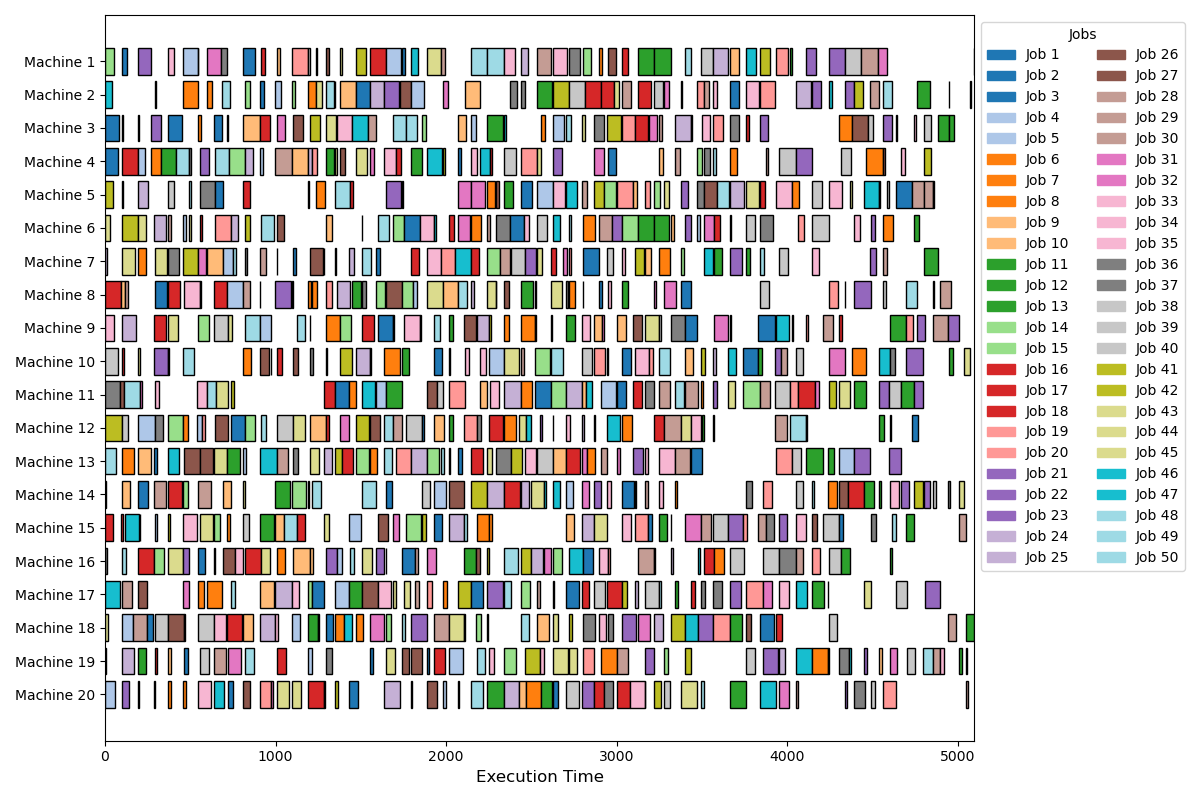 Machine 1
Machine 2
Machine 3
Machine 4
Machine 5
Machine 6
Machine 7
Machine 8
Machine 9
Machine 10
Machine 11
Machine 12
Machine 13
Machine 14
Machine 15
Machine 16
Machine 17
Machine 18
Machine 19
Machine 20
0 1000 2000 3000 4000 5000
Execution Time
Jobs
Job 1
Job 2
Job 3
Job 4
Job 5
Job 6
Job 7
Job 8
Job 9
Job 10
Job 11
Job 12
Job 13
Job 14
Job 15
Job 16
Job 17
Job 18
Job 19
Job 20
Job 21
Job 22
Job 23
Job 24
Job 25
Job 26
Job 27
Job 28
Job 29
Job 30
Job 31
Job 32
Job 33
Job 34
Job 35
Job 36
Job 37
Job 38
Job 39
Job 40
Job 41
Job 42
Job 43
Job 44
Job 45
Job 46
Job 47
Job 48
Job 49
Job 50